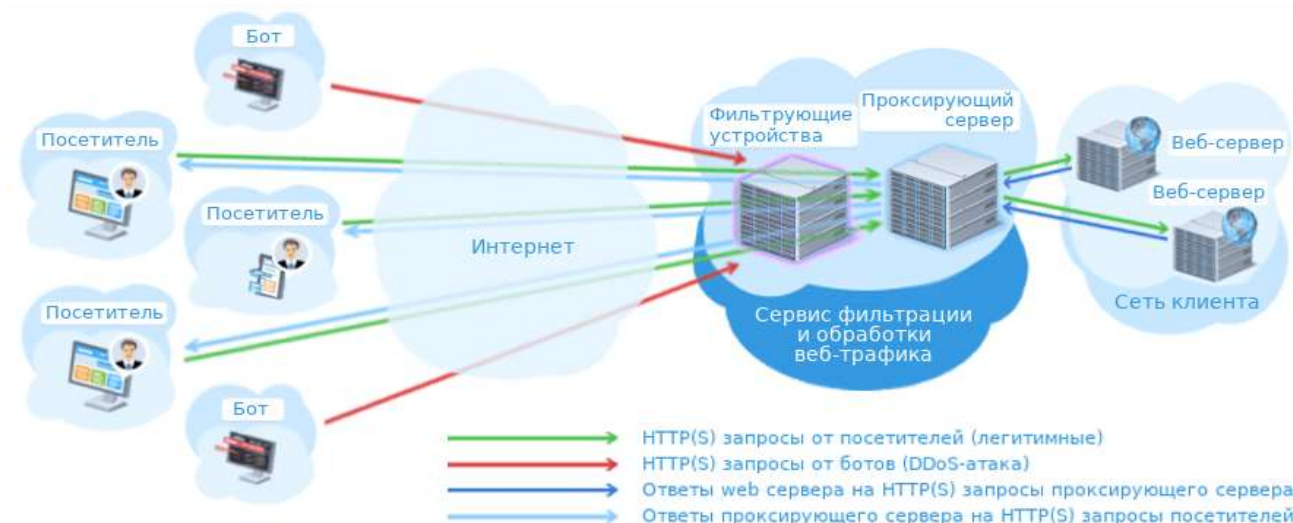 Бот
Посетитель
Посетитель
Посетитель
Бот
Интернет
Фильтрующие
устройства
Проксирующий
сервер
Сервис фильтрации
и обработки
веб-трафика
Веб-сервер
Веб-сервер
Сеть клиента
HTTP(S) запросы от посетителей (легитимные)
HTTP(S) запросы от ботов (DDoS-атака)
Ответы web сервера на HTTP(S) запросы проксирующего сервера
Ответы проксирующего сервера на HTTP(S) запросы посетителей